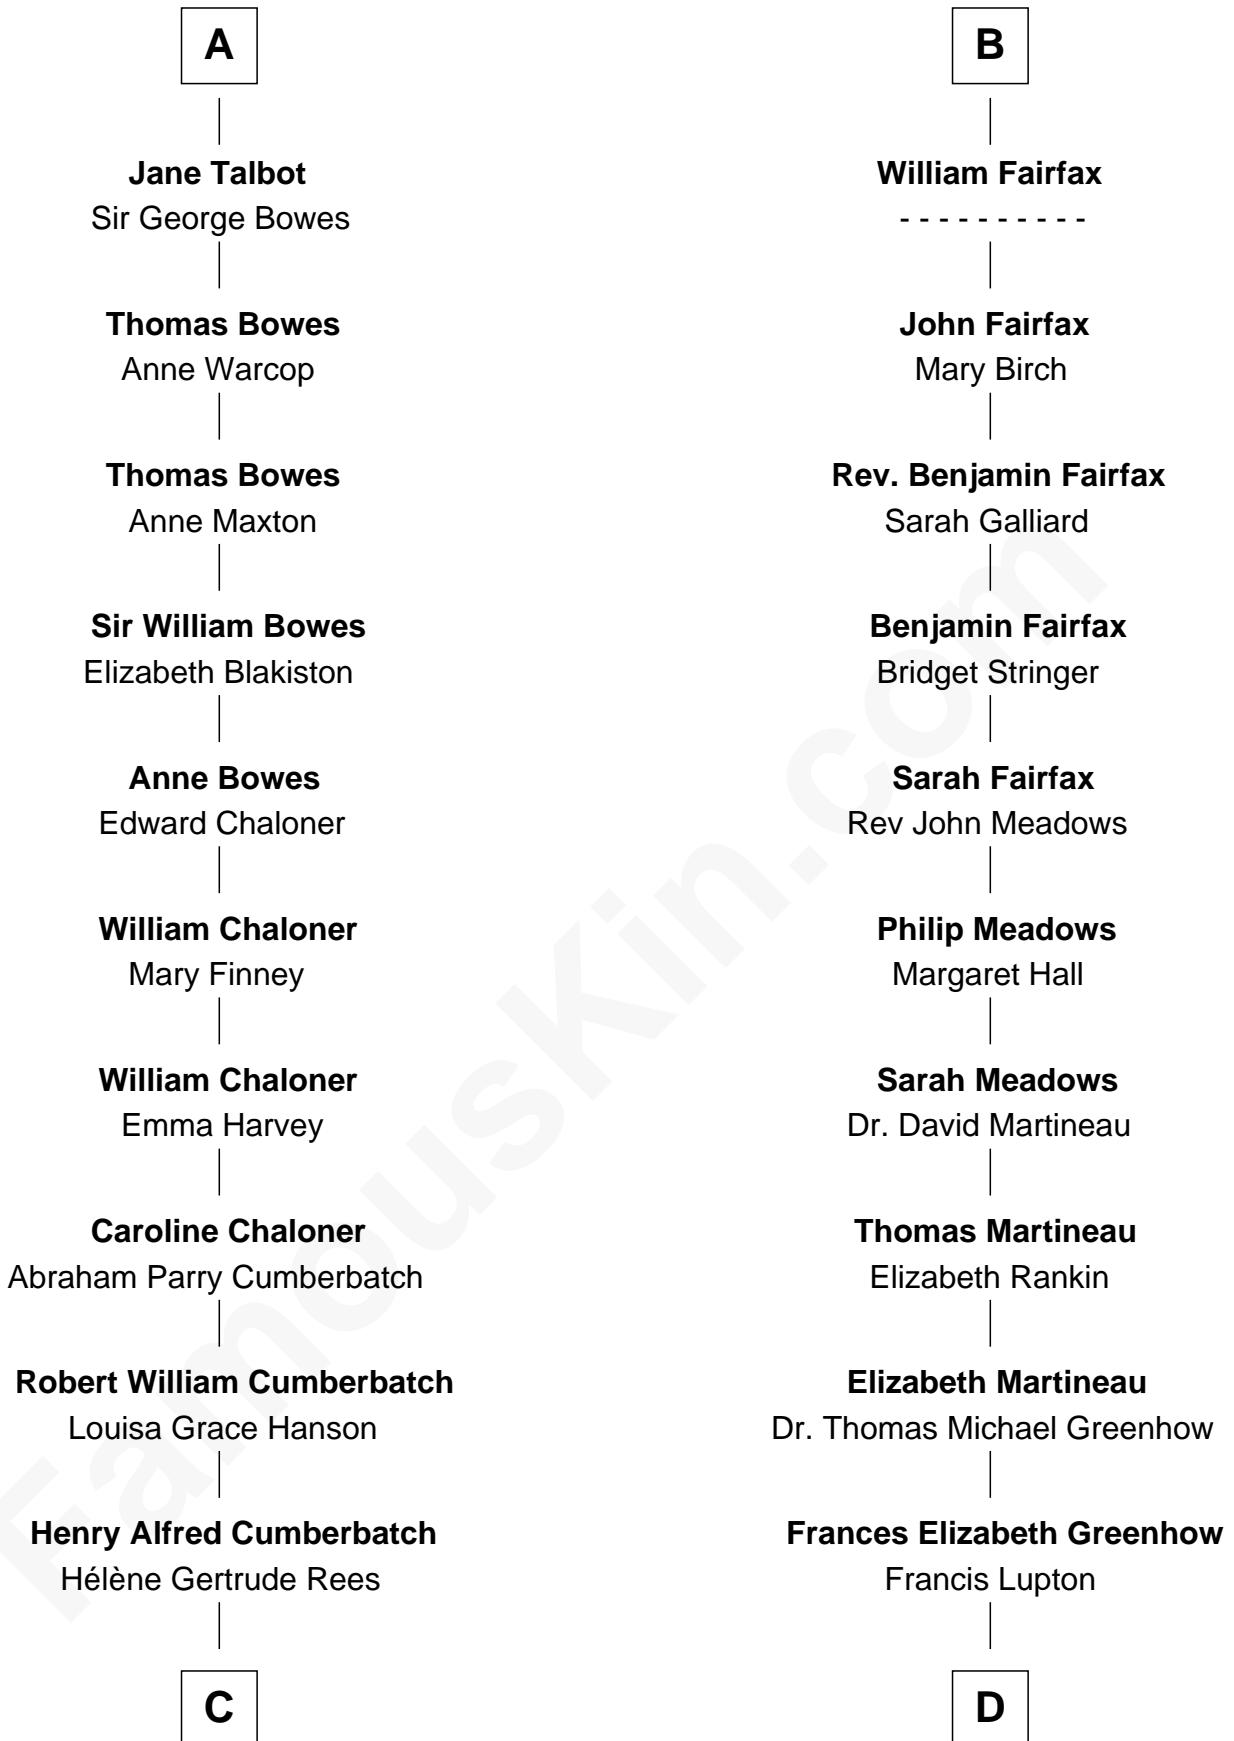 A
Jane Talbot
Sir George Bowes
Thomas Bowes
Anne Warcop
Thomas Bowes
Anne Maxton
Sir William Bowes
Elizabeth Blakiston
Anne Bowes
Edward Chaloner
William Chaloner
Mary Finney
William Chaloner
Emma Harvey
Caroline Chaloner
Abraham Parry Cumberbatch
Robert William Cumberbatch
Louisa Grace Hanson
Henry Alfred Cumberbatch
Hélène Gertrude Rees
C
B
William Fairfax
- - - - - - - - - -
John Fairfax
Mary Birch
Rev. Benjamin Fairfax
Sarah Galliard
Benjamin Fairfax
Bridget Stringer
Sarah Fairfax
Rev John Meadows
Philip Meadows
Margaret Hall
Sarah Meadows
Dr. David Martineau
Thomas Martineau
Elizabeth Rankin
Elizabeth Martineau
Dr. Thomas Michael Greenhow
Frances Elizabeth Greenhow
Francis Lupton
D
FamousKin.com